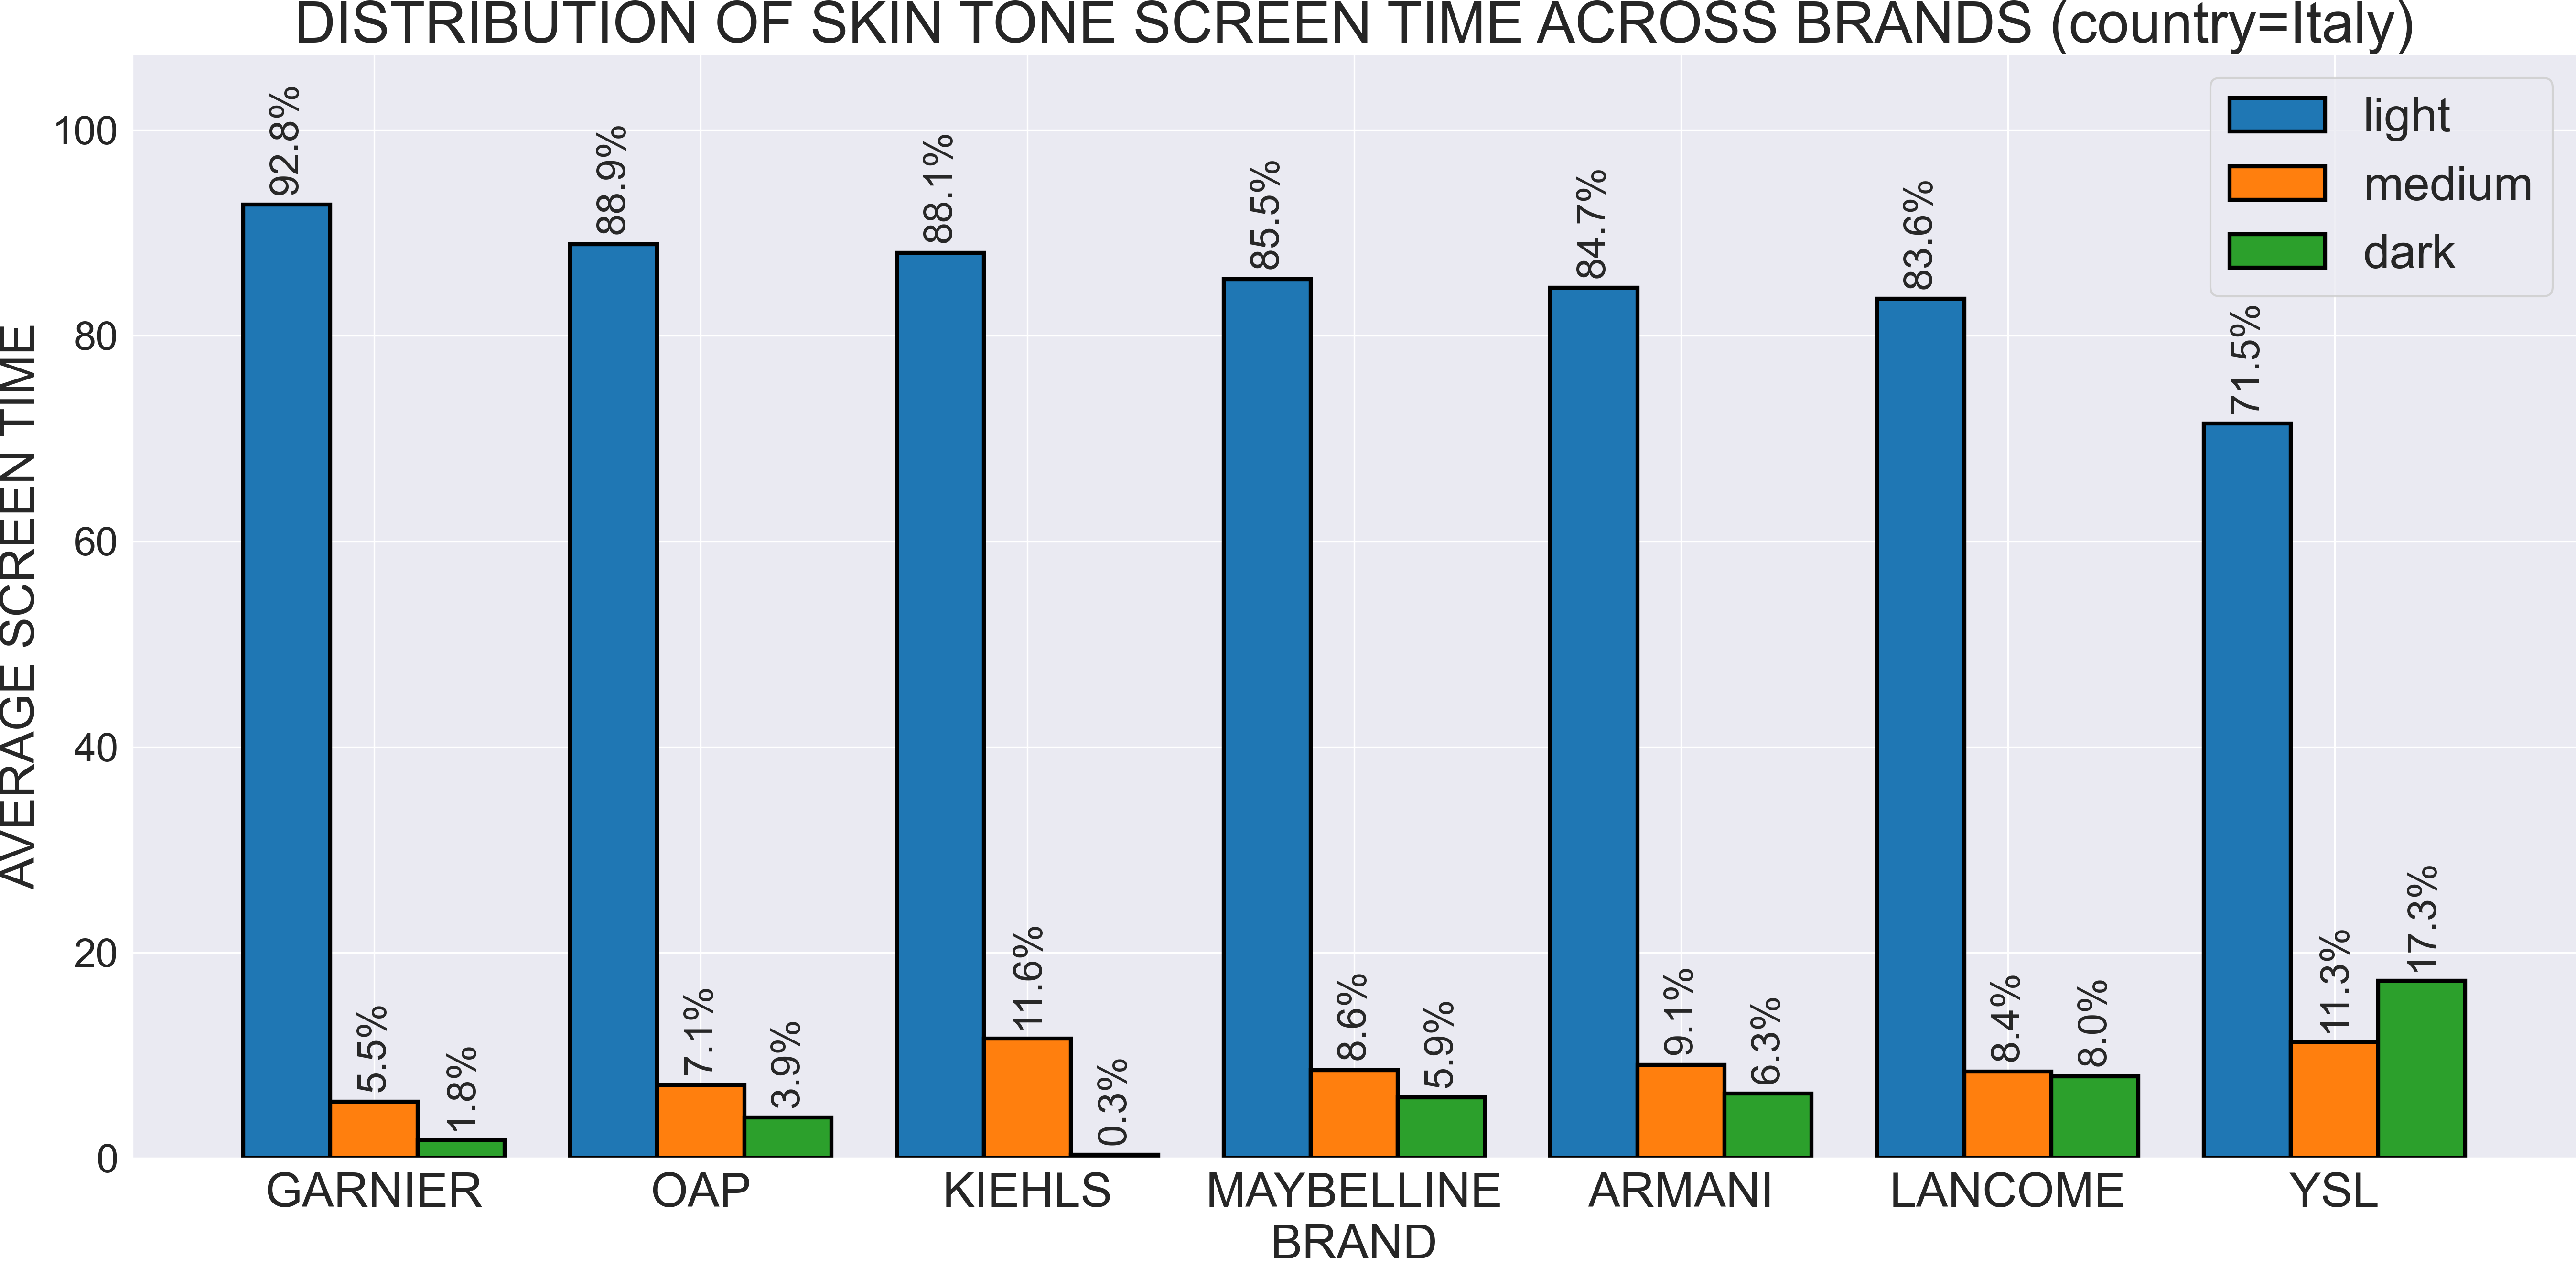 DISTRIBUTION OF SKIN TONE SCREEN TIME ACROSS BRANDS (country=Italy)
AVERAGE SCREEN TIME
100
80
60
40
20
0
light
medium
dark
92.8%
5.5%
1.8%
88.9%
7.1%
3.9%
88.1%
11.6%
0.3%
85.5%
8.6%
5.9%
84.7%
9.1%
6.3%
83.6%
8.4%
8.0%
71.5%
11.3%
17.3%
GARNIER
OAP
KIEHLS
MAYBELLINE
ARMANI
LANCOME
YSL
BRAND